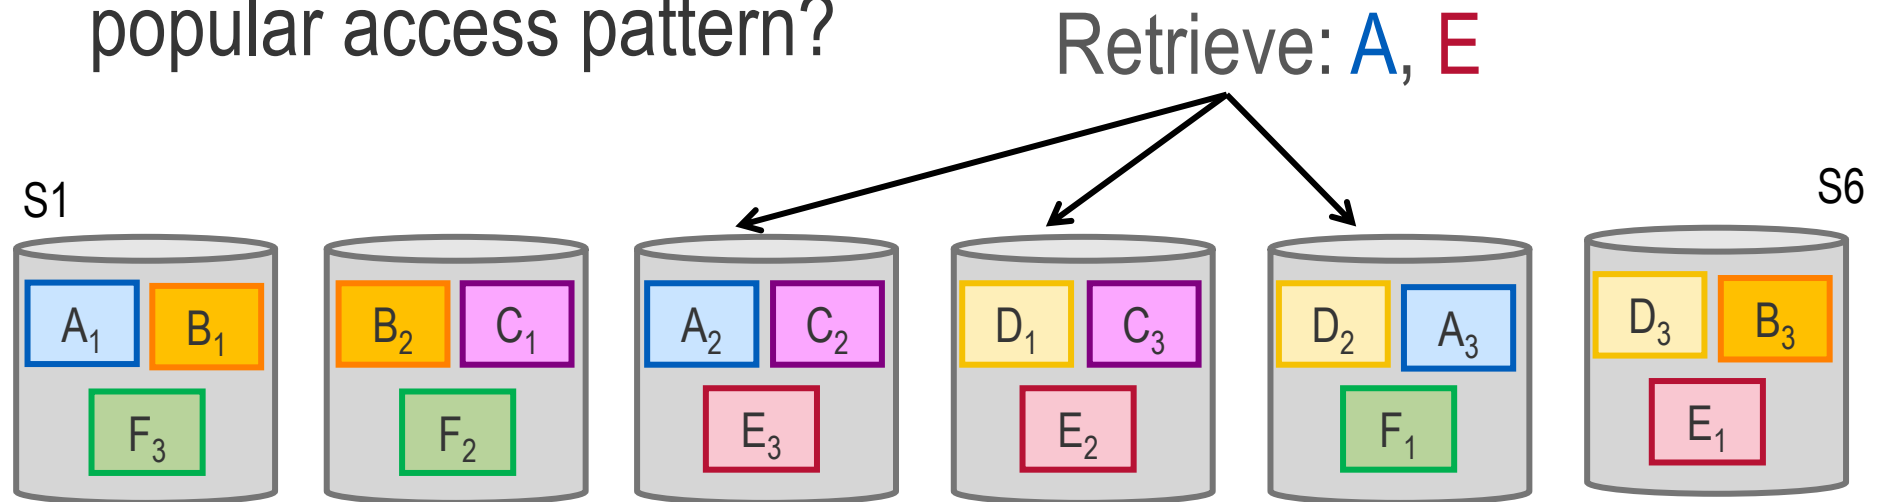 popular access pattern?
Retrieve: A, E
S1
S6
A₁ B₁
F₃
B₂ C₁
F₂
A₂ C₂
E₃
D₁ C₃
E₂
D₂ A₃
F₁
D₃ B₃
E₁